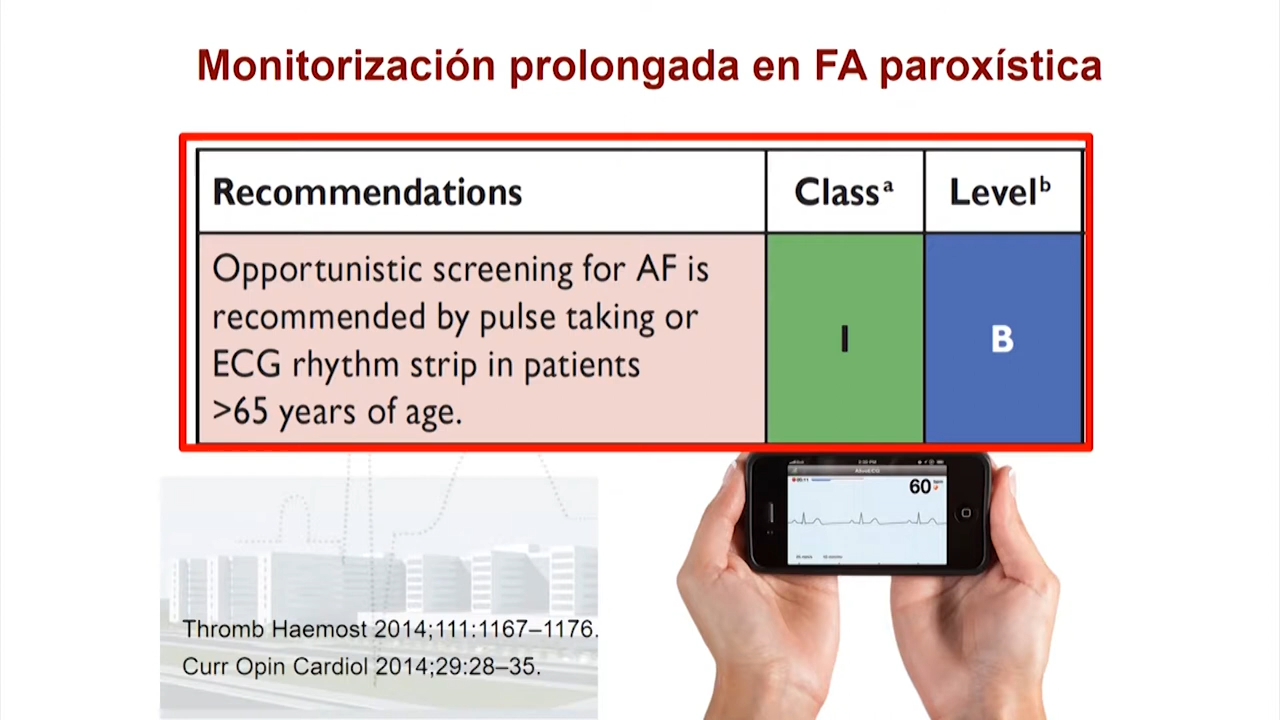 Monitorización prolongada en FA paroxística
Recommendations
Classᵃ
Levelᵇ
Opportunistic screening for AF is
recommended by pulse taking or
ECG rhythm strip in patients
>65 years of age.
I
B
60
Thromb Haemost 2014;111:1167–1176.
Curr Opin Cardiol 2014;29:28–35.